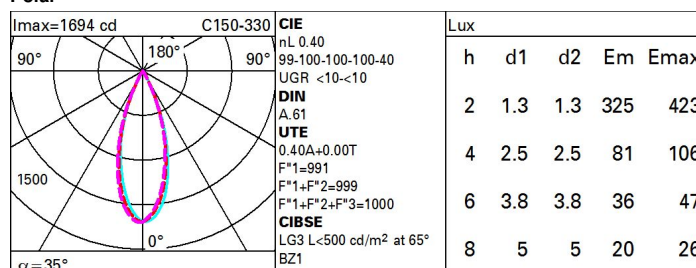 Imax=1694 cd C150-330
90° 180° 90°
1500
0°
α=35°
CIE
nL 0.40
99-100-100-100-40
UGR <10-<10
DIN
A.61
UTE
0.40A+0.00T
F"1=991
F"1+F"2=999
F"1+F"2+F"3=1000
CIBSE
LG3 L<500 cd/m² at 65°
BZ1
Lux
h d1 d2 Em Emax
2 1.3 1.3 325 423
4 2.5 2.5 81 106
6 3.8 3.8 36 47
8 5 5 20 26